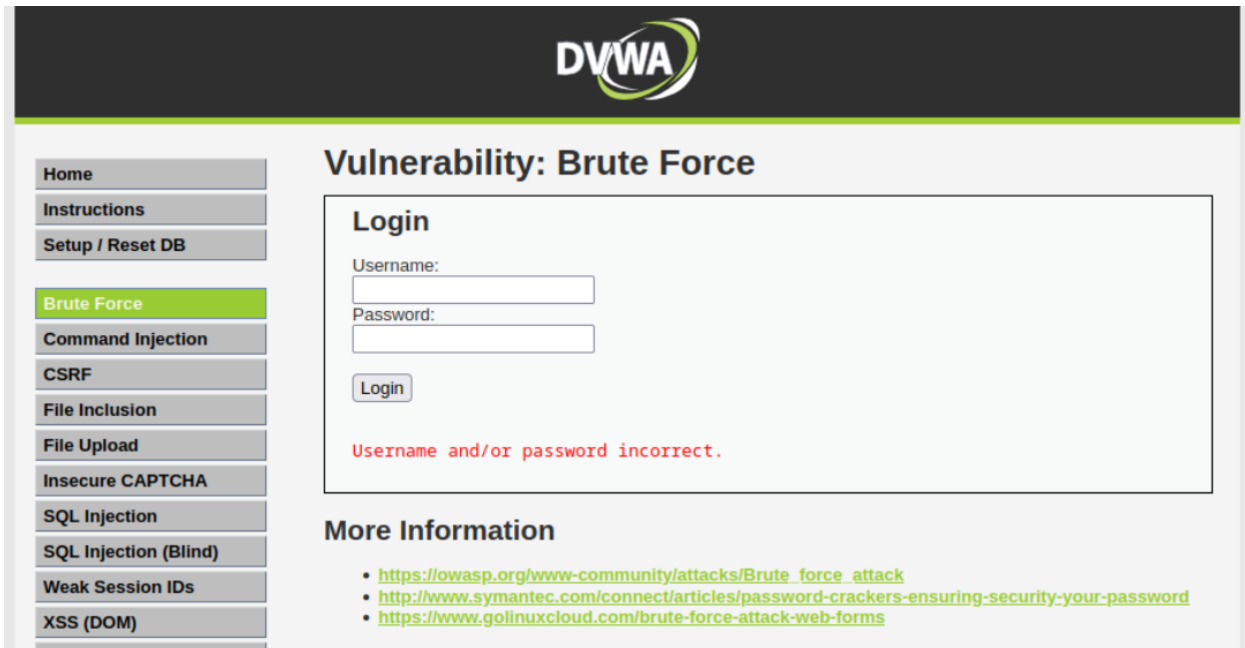 DVWA
Home
Instructions
Setup / Reset DB
Brute Force
Command Injection
CSRF
File Inclusion
File Upload
Insecure CAPTCHA
SQL Injection
SQL Injection (Blind)
Weak Session IDs
XSS (DOM)
Vulnerability: Brute Force
Login
Username:
Password:
Login
Username and/or password incorrect.
More Information
• https://owasp.org/www-community/attacks/Brute_force_attack
• http://www.symantec.com/connect/articles/password-crackers-ensuring-security-your-password
• https://www.golinuxcloud.com/brute-force-attack-web-forms